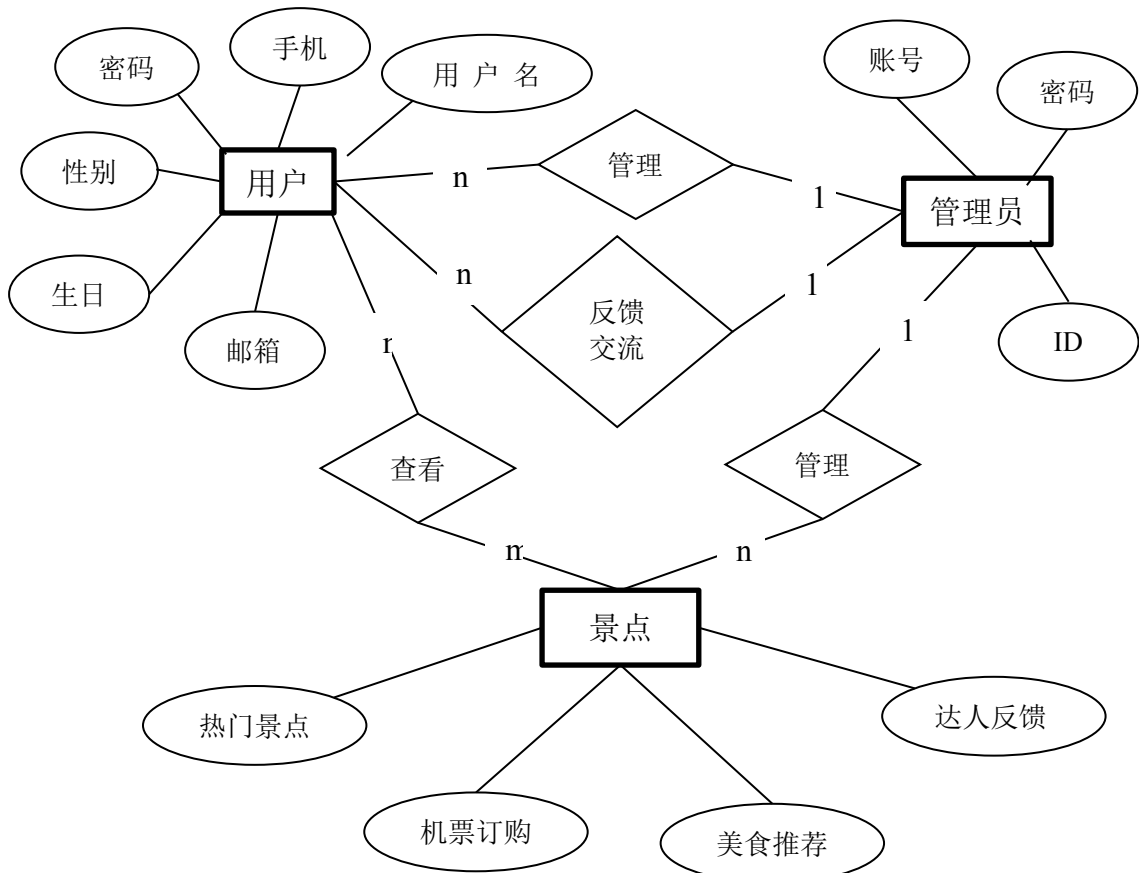 手机
密码
用 户 名
账号
密码
性别
用户
n
管理
1
管理员
生日
n
反馈
交流
1
邮箱
1
ID
查看
管理
n
景点
热门景点
达人反馈
机票订购
美食推荐